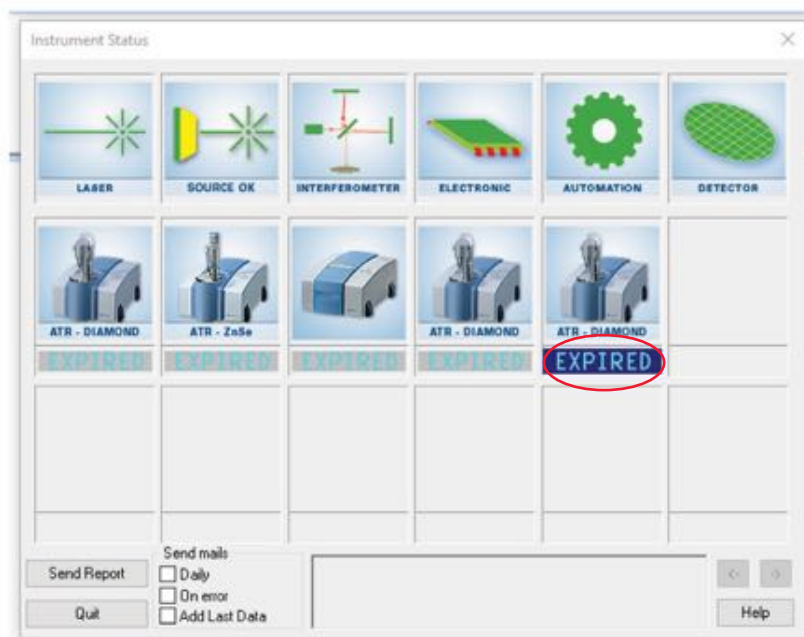 Instrument Status
LASER
SOURCE OK
INTERFEROMETER
ELECTRONIC
AUTOMATION
DETECTOR
ATR - DIAMOND
ATR - ZnSe
ATR - DIAMOND
ATR - DIAMOND
EXPIRED
EXPIRED
EXPIRED
EXPIRED
EXPIRED
Send Report
Send mails
Daily
On error
Add Last Data
Quit
Help